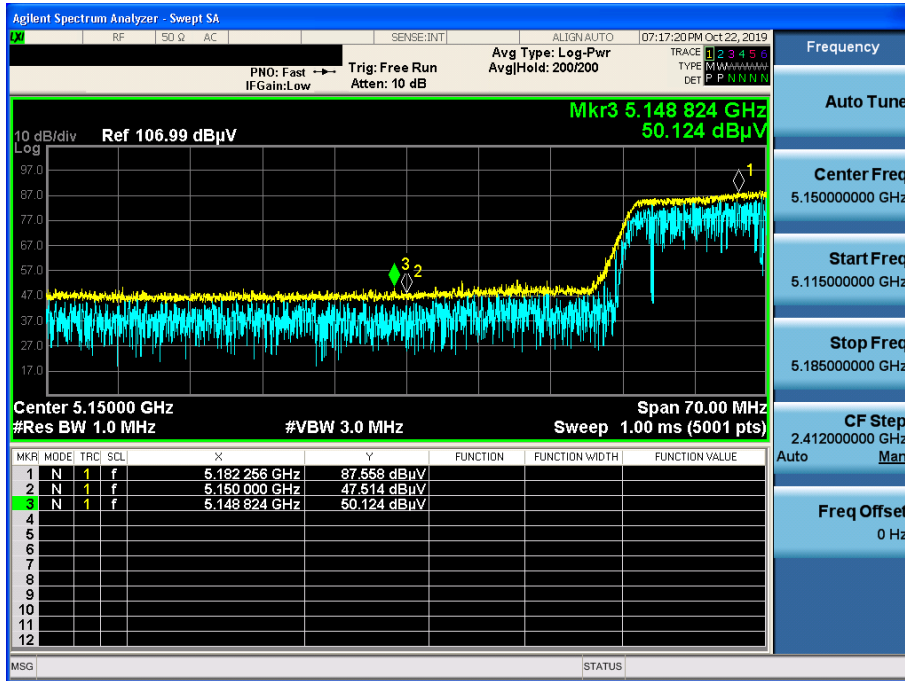 Agilent Spectrum Analyzer - Swept SA
LXI RF 50 Ω AC SENSE:INT ALIGN AUTO 07:17:20 PM Oct 22, 2019
PNO: Fast Trig: Free Run Avg Type: Log-Pwr TRACE 1 2 3 4 5 6
IFGain:Low Atten: 10 dB Avg|Hold: 200/200 TYPE M W W W W W
DET P P N N N N
Mkr3 5.148 824 GHz
50.124 dBµV
10 dB/div Ref 106.99 dBµV
Log
97.0
87.0
77.0
67.0
57.0
47.0
37.0
27.0
17.0
1
3
2
Center 5.15000 GHz Span 70.00 MHz
#Res BW 1.0 MHz #VBW 3.0 MHz Sweep 1.00 ms (5001 pts)
MKR MODE TRC SCL X Y FUNCTION FUNCTION WIDTH FUNCTION VALUE
1 N 1 f 5.182 256 GHz 87.558 dBµV
2 N 1 f 5.150 000 GHz 47.514 dBµV
3 N 1 f 5.148 824 GHz 50.124 dBµV
4
5
6
7
8
9
10
11
12
MSG STATUS
Frequency
Auto Tune
Center Freq
5.150000000 GHz
Start Freq
5.115000000 GHz
Stop Freq
5.185000000 GHz
CF Step
2.412000000 GHz
Auto Man
Freq Offset
0 Hz